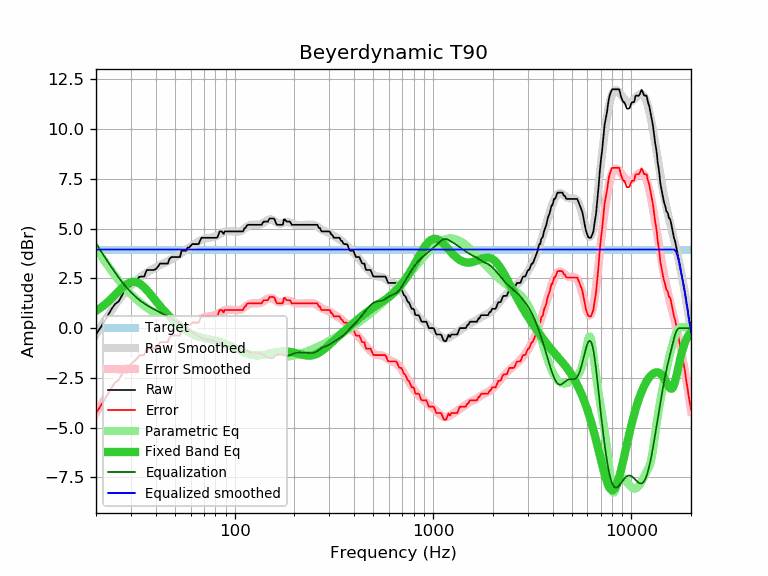 Beyerdynamic T90
12.5
10.0
7.5
5.0
2.5
0.0
−2.5
−5.0
−7.5
Amplitude (dBr)
Target
Raw Smoothed
Error Smoothed
Raw
Error
Parametric Eq
Fixed Band Eq
Equalization
Equalized smoothed
100 1000 10000
Frequency (Hz)